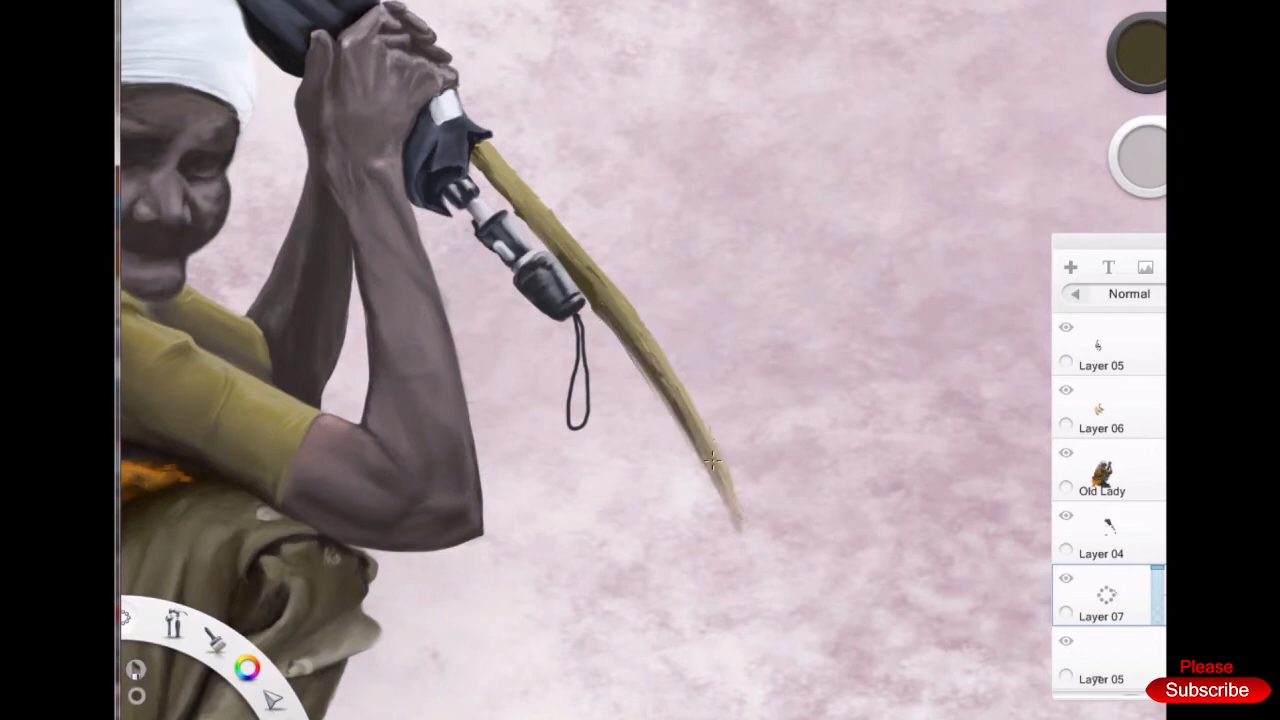 T
Normal
Layer 05
Layer 06
Old Lady
Layer 04
Layer 07
Layer 05
Please
Subscribe